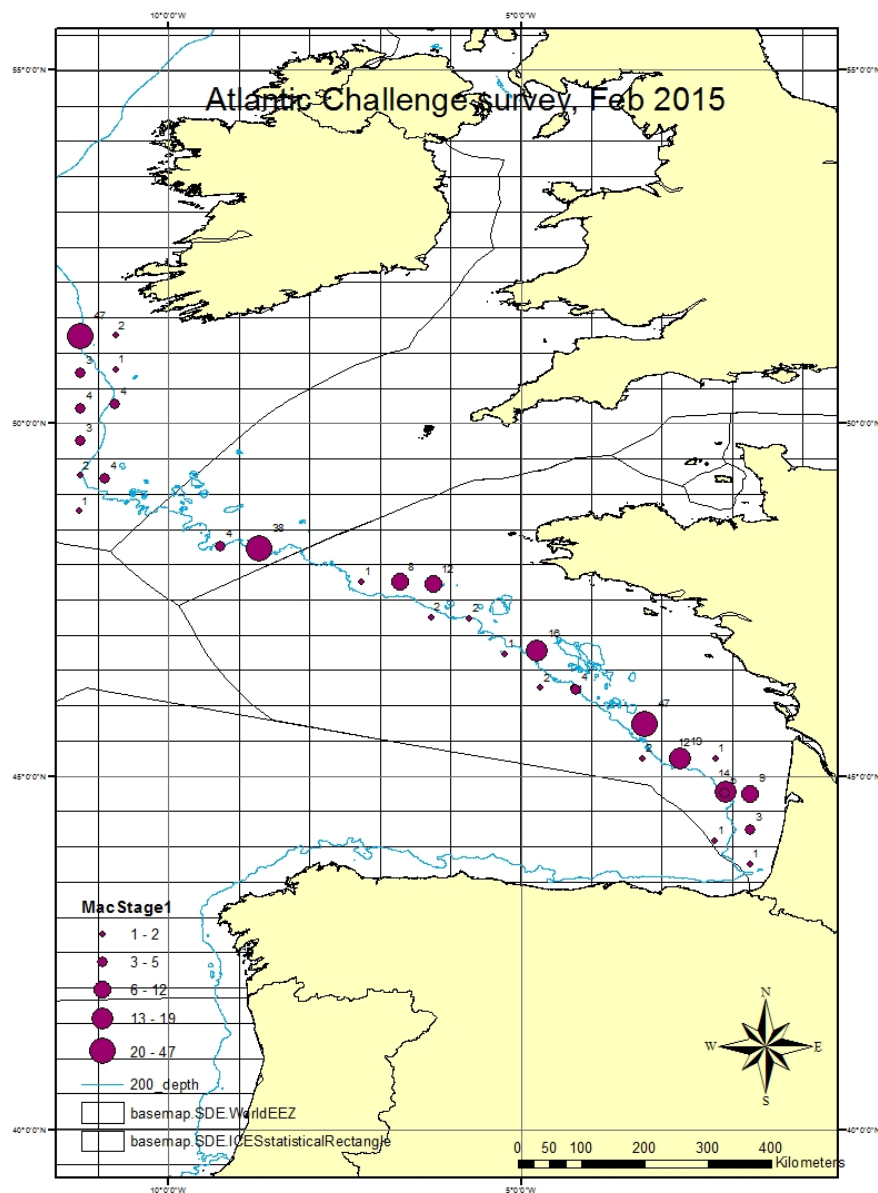 10°0'0"W 5°0'0"W
55°0'0"N 55°0'0"N
Atlantic Challenge survey, Feb 2015
47 2
3 1
4 4
3
50°0'0"N 50°0'0"N
2 4
1
4 38
1 8 12
2 2
1 16
2 4
47
2 12 19 1
45°0'0"N 45°0'0"N
14 5 9
1 3
1
MacStage1
1 - 2
3 - 5
6 - 12
13 - 19
20 - 47
200_depth
basemap.SDE.WorldEEZ
basemap.SDE.ICESstatisticalRectangle
N
W E
S
40°0'0"N 40°0'0"N
0 50 100 200 300 400
Kilometers
10°0'0"W 5°0'0"W